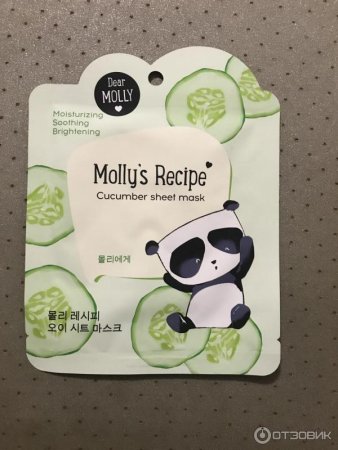 Dear
MOLLY
Moisturizing
Soothing
Brightening
Molly's Recipe
Cucumber sheet mask
몰리에게
몰리 레시피
오이 시트 마스크
ОТЗОВИК